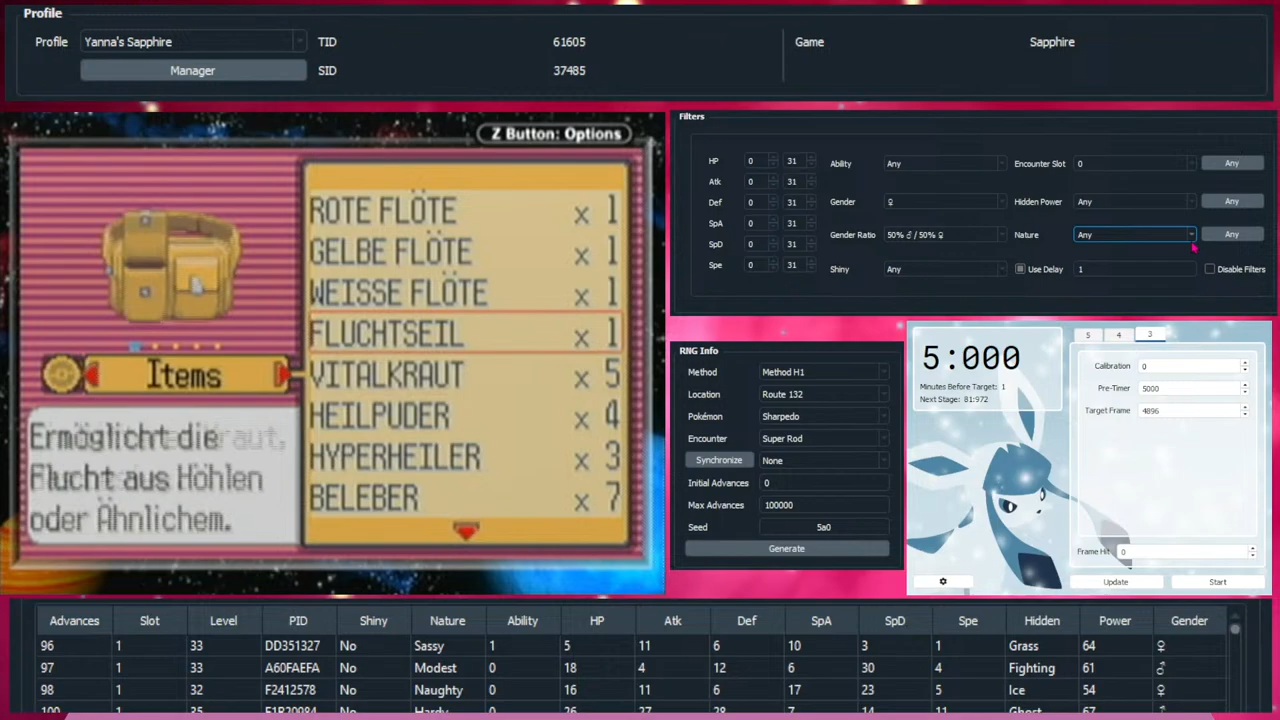 Profile
Profile Yanna's Sapphire TID 61605 Game Sapphire
Manager SID 37485
Z Button: Options
ROTE FLÖTE x 1
GELBE FLÖTE x 1
WEISSE FLÖTE x 1
FLUCHTSEIL x 1
Items
VITALKRAUT x 5
HEILPUDER x 4
HYPERHEILER x 3
BELEBER x 7
Ermöglicht die
Flucht aus Höhlen
oder Ähnlichem.
Filters
HP 0 31 Ability Any Encounter Slot 0 Any
Atk 0 31
Def 0 31 Gender ♀ Hidden Power Any Any
SpA 0 31
SpD 0 31 Gender Ratio 50% ♂ / 50% ♀ Nature Any Any
Spe 0 31 Shiny Any Use Delay 1 Disable Filters
RNG Info
Method Method H1
Location Route 132
Pokémon Sharpedo
Encounter Super Rod
Synchronize None
Initial Advances 0
Max Advances 100000
Seed 5a0
Generate
5:000
Minutes Before Target: 1
Next Stage: 81:972
5 4 3
Calibration 0
Pre-Timer 5000
Target Frame 4896
Frame Hit 0
Update Start
Advances Slot Level PID Shiny Nature Ability HP Atk Def SpA SpD Spe Hidden Power Gender
96 1 33 DD351327 No Sassy 1 5 11 6 10 3 1 Grass 64 ♀
97 1 33 A60FAEFA No Modest 0 18 4 12 6 30 4 Fighting 61 ♂
98 1 32 F2412578 No Naughty 0 16 11 6 17 23 5 Ice 54 ♀